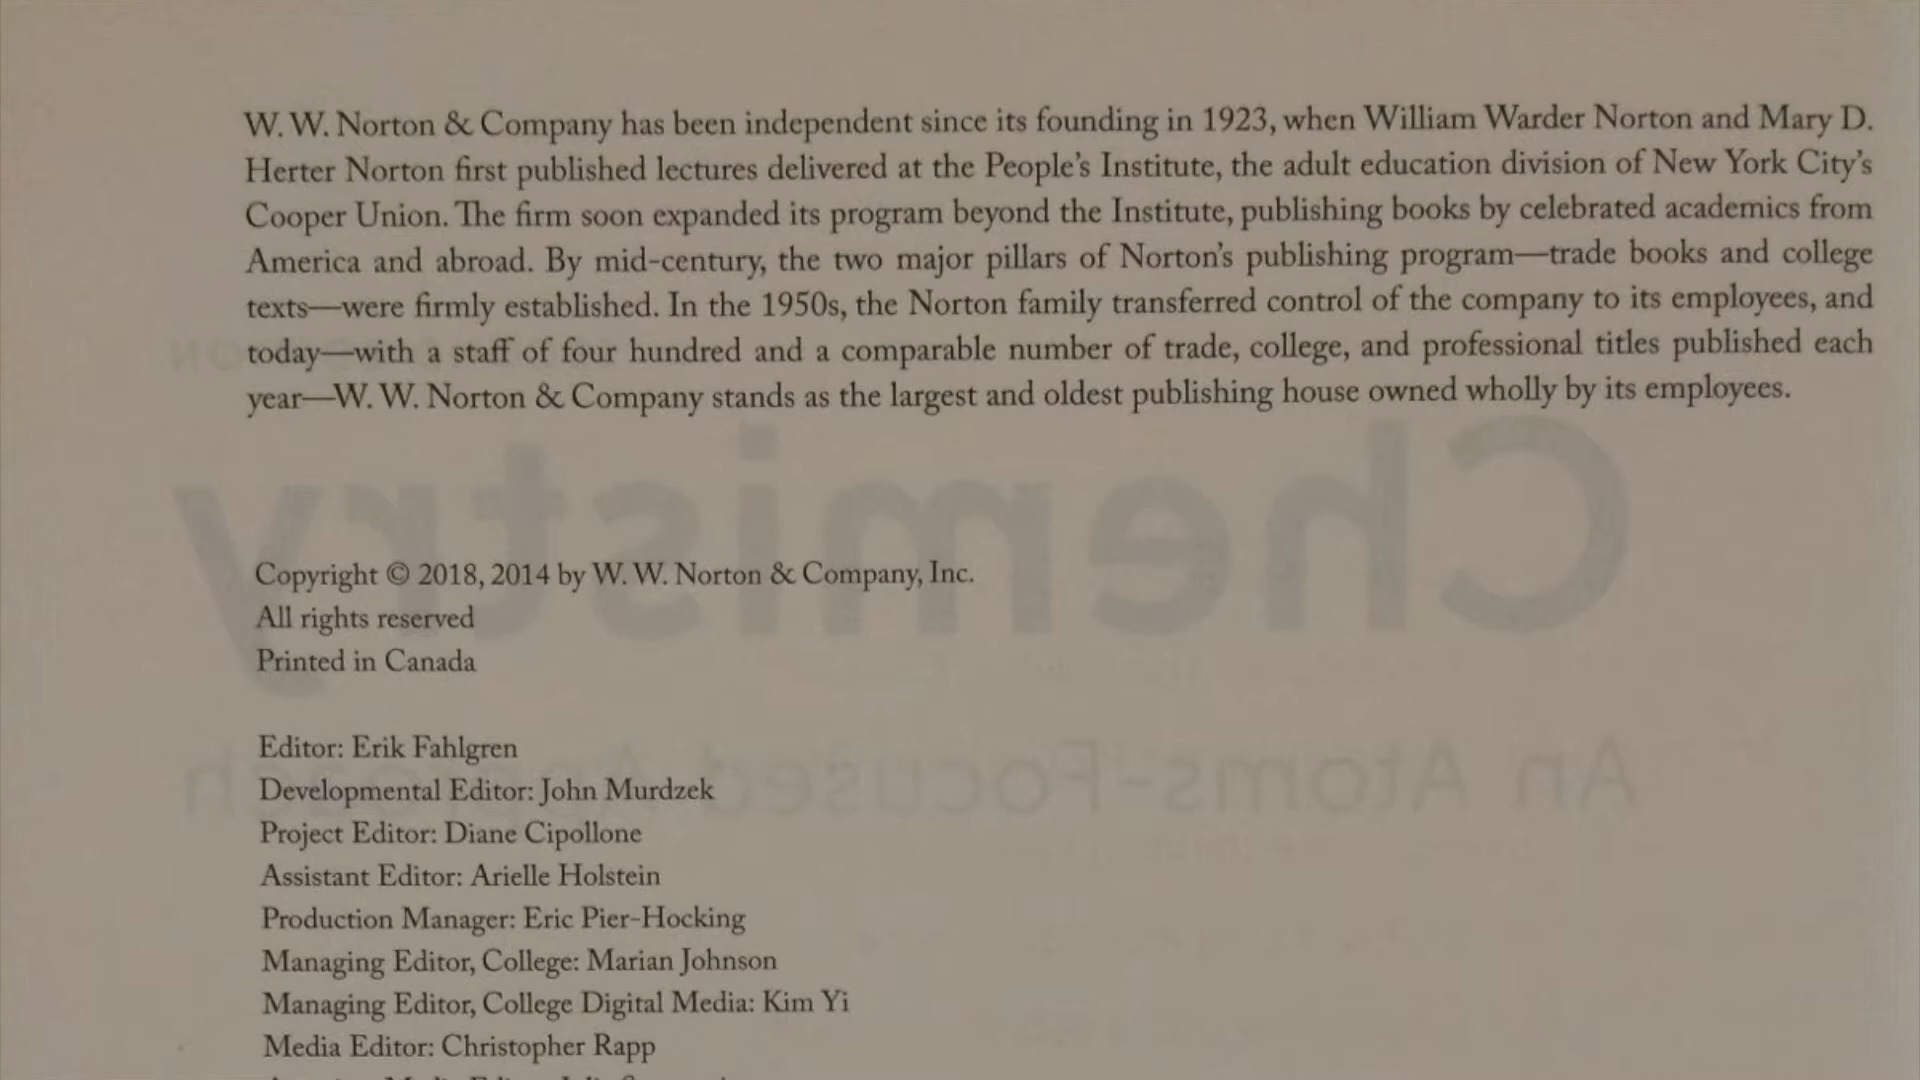 W. W. Norton & Company has been independent since its founding in 1923, when William Warder Norton and Mary D.
Herter Norton first published lectures delivered at the People's Institute, the adult education division of New York City's
Cooper Union. The firm soon expanded its program beyond the Institute, publishing books by celebrated academics from
America and abroad. By mid-century, the two major pillars of Norton's publishing program—trade books and college
texts—were firmly established. In the 1950s, the Norton family transferred control of the company to its employees, and
today—with a staff of four hundred and a comparable number of trade, college, and professional titles published each
year—W. W. Norton & Company stands as the largest and oldest publishing house owned wholly by its employees.
Chemistry
Copyright © 2018, 2014 by W. W. Norton & Company, Inc.
All rights reserved
Printed in Canada
An Atoms-Focused Approach
Editor: Erik Fahlgren
Developmental Editor: John Murdzek
Project Editor: Diane Cipollone
Assistant Editor: Arielle Holstein
Production Manager: Eric Pier-Hocking
Managing Editor, College: Marian Johnson
Managing Editor, College Digital Media: Kim Yi
Media Editor: Christopher Rapp